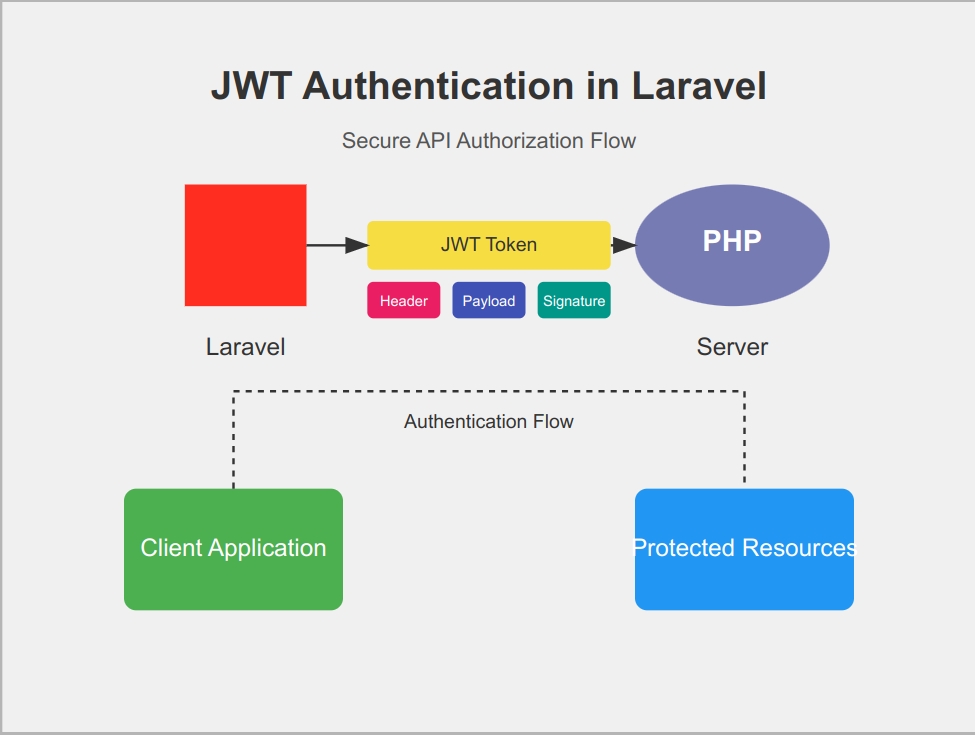 JWT Authentication in Laravel
Secure API Authorization Flow
JWT Token
PHP
Header
Payload
Signature
Laravel
Server
Authentication Flow
Client Application
Protected Resources